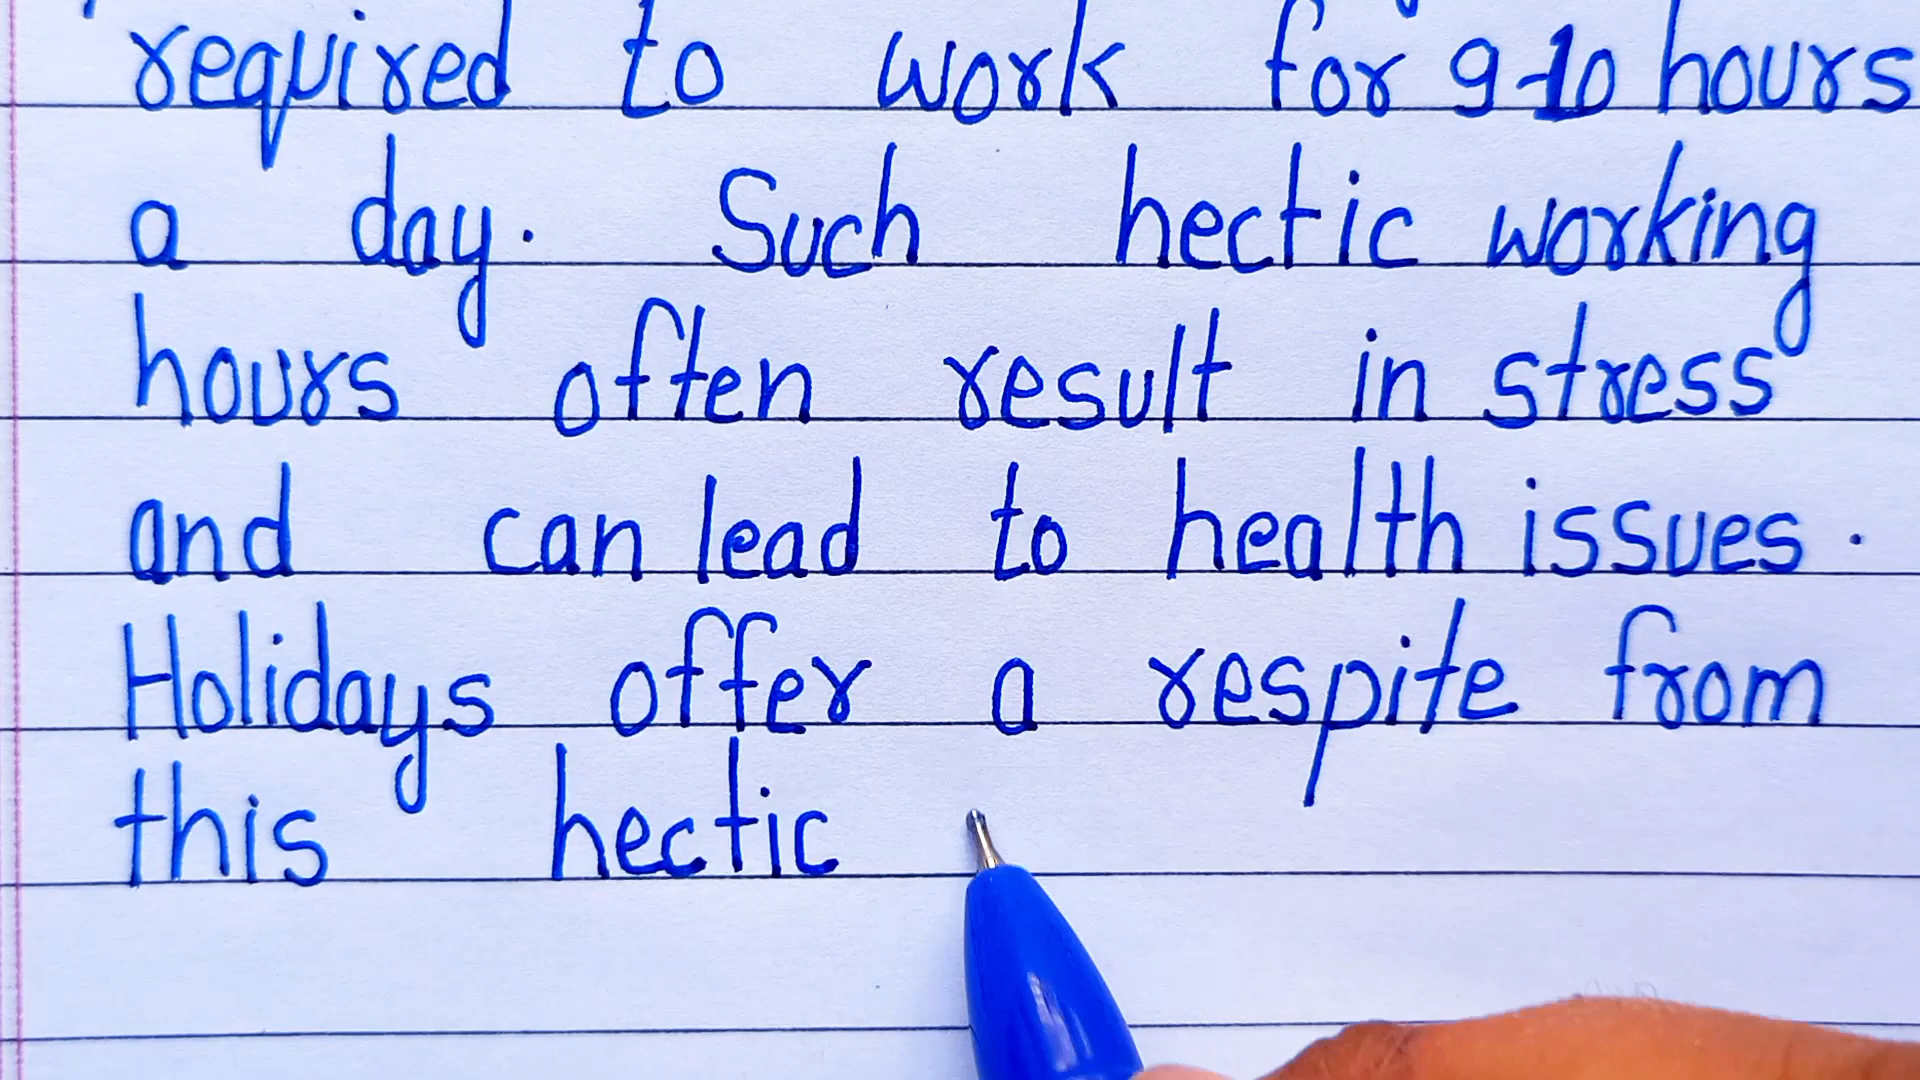 required to work for 9-10 hours
a day. Such hectic working
hours often result in stress
and can lead to health issues.
Holidays offer a respite from
this hectic